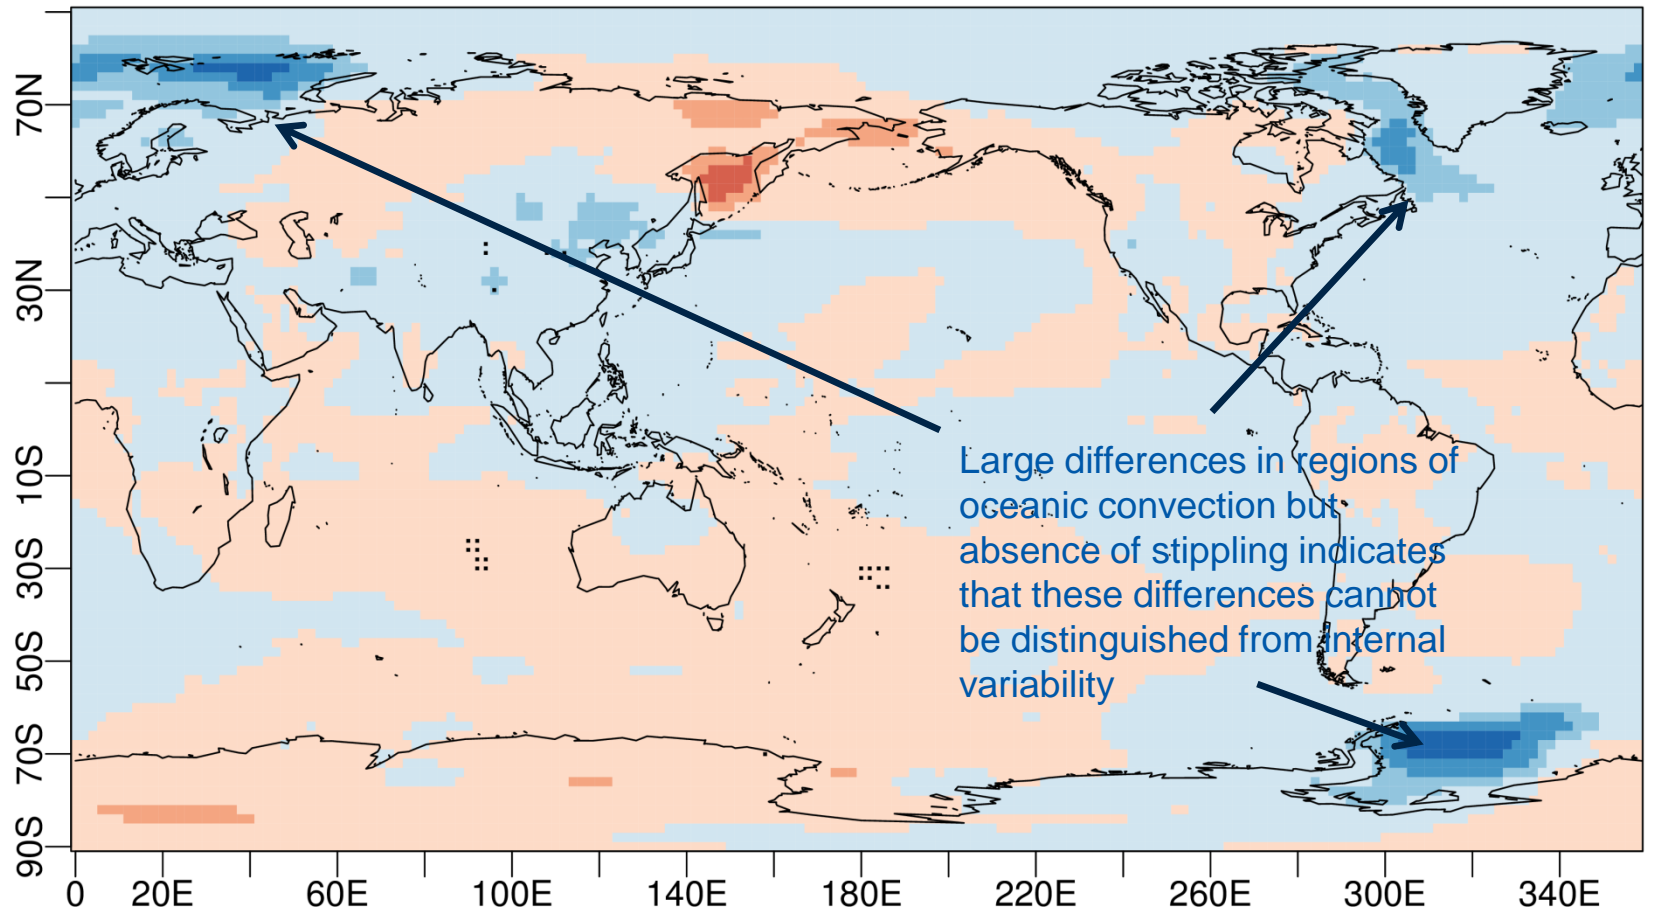 70N
30N
10S
30S
50S
70S
90S
Large differences in regions of
oceanic convection but
absence of stippling indicates
that these differences cannot
be distinguished from internal
variability
0 20E 60E 100E 140E 180E 220E 260E 300E 340E